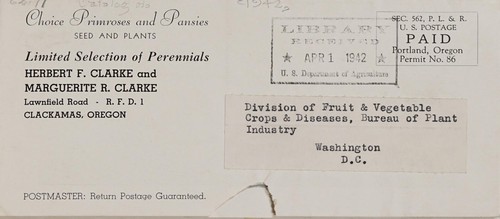 Choice Primroses and Pansies
SEED AND PLANTS
Limited Selection of Perennials
HERBERT F. CLARKE and
MARGUERITE R. CLARKE
Lawnfield Road - R. F. D. 1
CLACKAMAS, OREGON
POSTMASTER: Return Postage Guaranteed.
LIBRARY
RECEIVED
★ APR 1 1942 ★
U. S. Department of Agriculture
SEC. 562, P. L. & R.
U. S. POSTAGE
PAID
Portland, Oregon
Permit No. 86
Division of Fruit & Vegetable
Crops & Diseases, Bureau of Plant
Industry
Washington
D.C.